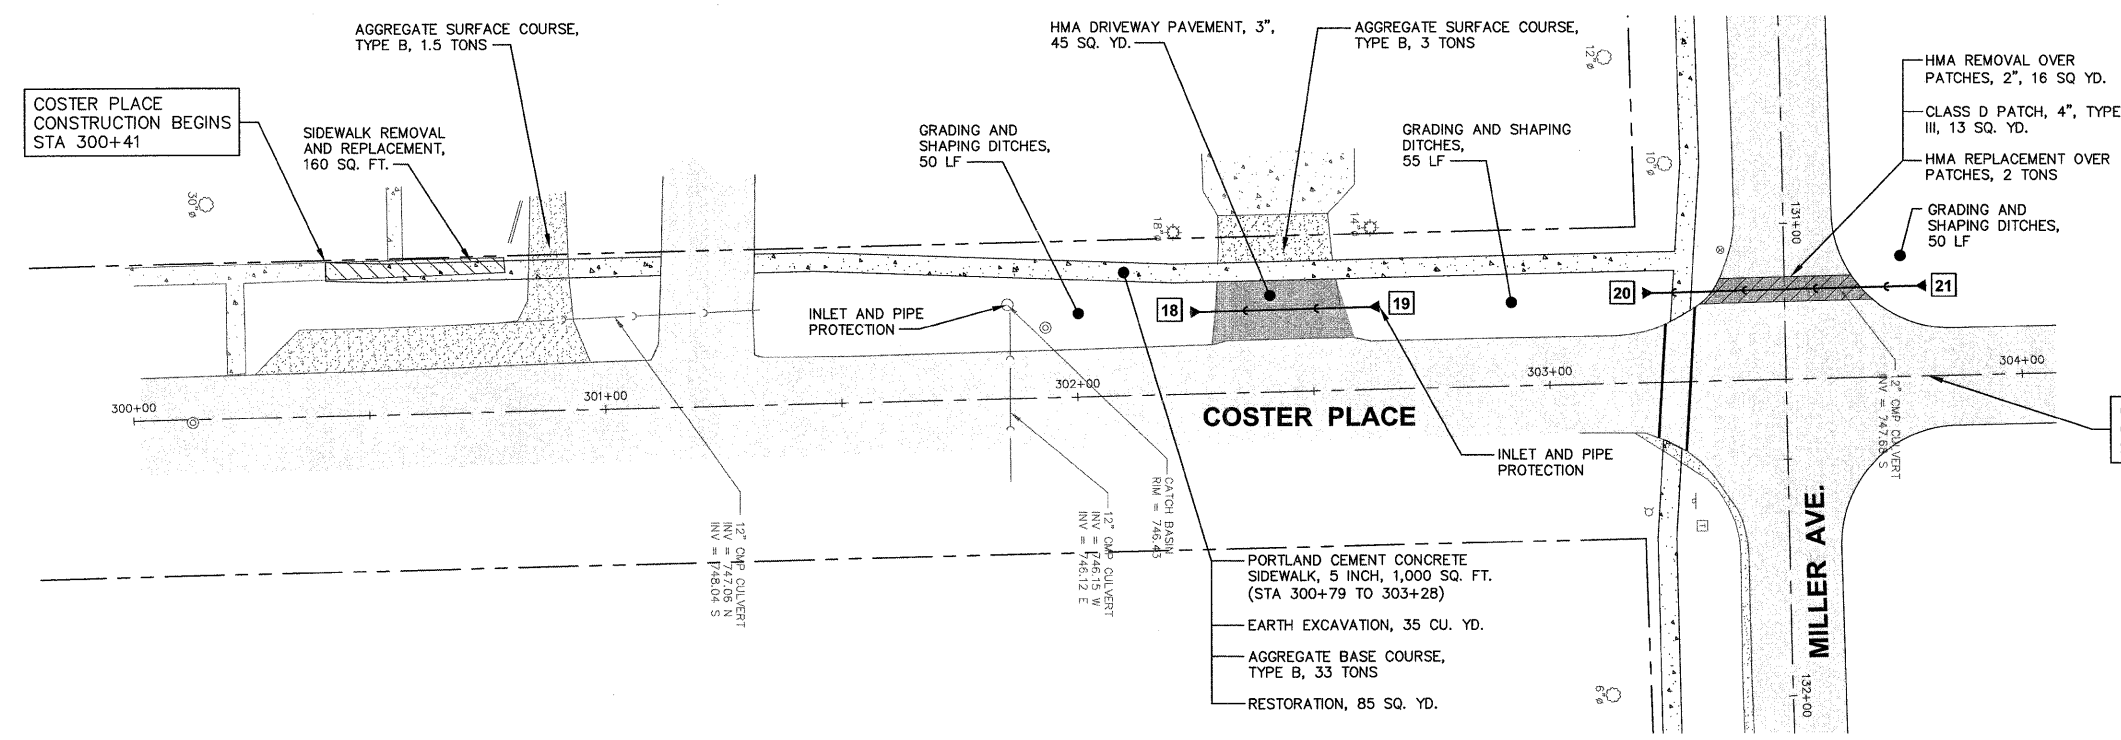 AGGREGATE SURFACE COURSE,
TYPE B, 1.5 TONS
HMA DRIVEWAY PAVEMENT, 3",
45 SQ. YD.
AGGREGATE SURFACE COURSE,
TYPE B, 3 TONS
12"ø
HMA REMOVAL OVER
PATCHES, 2", 16 SQ YD.
CLASS D PATCH, 4", TYPE
III, 13 SQ. YD.
HMA REPLACEMENT OVER
PATCHES, 2 TONS
COSTER PLACE
CONSTRUCTION BEGINS
STA 300+41
SIDEWALK REMOVAL
AND REPLACEMENT,
160 SQ. FT.
GRADING AND
SHAPING DITCHES,
50 LF
GRADING AND SHAPING
DITCHES,
55 LF
10"ø
30"ø
18"ø
14"ø
131+00
GRADING AND
SHAPING DITCHES,
50 LF
INLET AND PIPE
PROTECTION
18
19
20
21
300+00
301+00
302+00
303+00
304+00
COSTER PLACE
INLET AND PIPE
PROTECTION
12" CMP CULVERT
INV = 747.06 N
INV = 748.04 S
12" CMP CULVERT
INV = 746.15 W
INV = 746.12 E
CATCH BASIN
RIM = 746.43
2" CMP CULVERT
NV = 747.68 S
T
MILLER AVE.
132+00
PORTLAND CEMENT CONCRETE
SIDEWALK, 5 INCH, 1,000 SQ. FT.
(STA 300+79 TO 303+28)
EARTH EXCAVATION, 35 CU. YD.
AGGREGATE BASE COURSE,
TYPE B, 33 TONS
RESTORATION, 85 SQ. YD.
6"ø